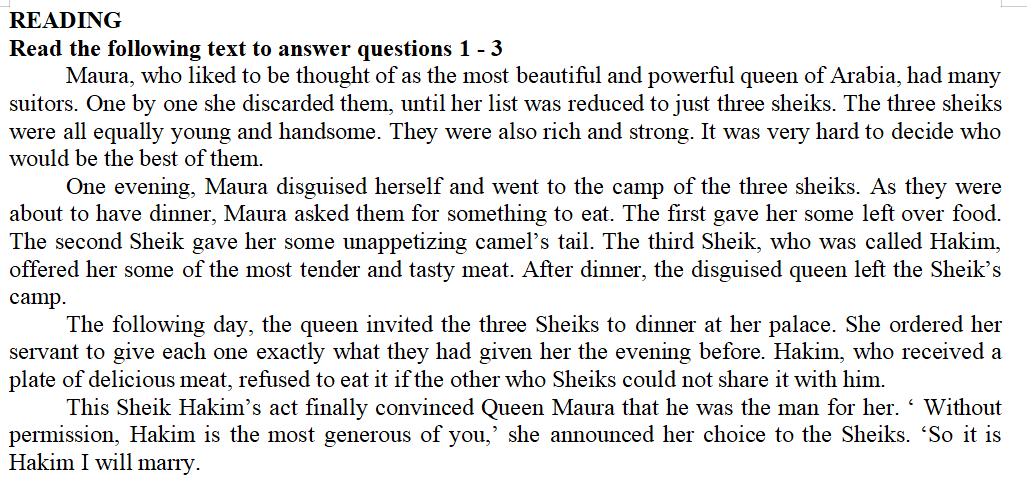 READING
Read the following text to answer questions 1 - 3
Maura, who liked to be thought of as the most beautiful and powerful queen of Arabia, had many
suitors. One by one she discarded them, until her list was reduced to just three sheiks. The three sheiks
were all equally young and handsome. They were also rich and strong. It was very hard to decide who
would be the best of them.
One evening, Maura disguised herself and went to the camp of the three sheiks. As they were
about to have dinner, Maura asked them for something to eat. The first gave her some left over food.
The second Sheik gave her some unappetizing camel’s tail. The third Sheik, who was called Hakim,
offered her some of the most tender and tasty meat. After dinner, the disguised queen left the Sheik’s
camp.
The following day, the queen invited the three Sheiks to dinner at her palace. She ordered her
servant to give each one exactly what they had given her the evening before. Hakim, who received a
plate of delicious meat, refused to eat it if the other who Sheiks could not share it with him.
This Sheik Hakim’s act finally convinced Queen Maura that he was the man for her. ‘ Without
permission, Hakim is the most generous of you,’ she announced her choice to the Sheiks. ‘So it is
Hakim I will marry.